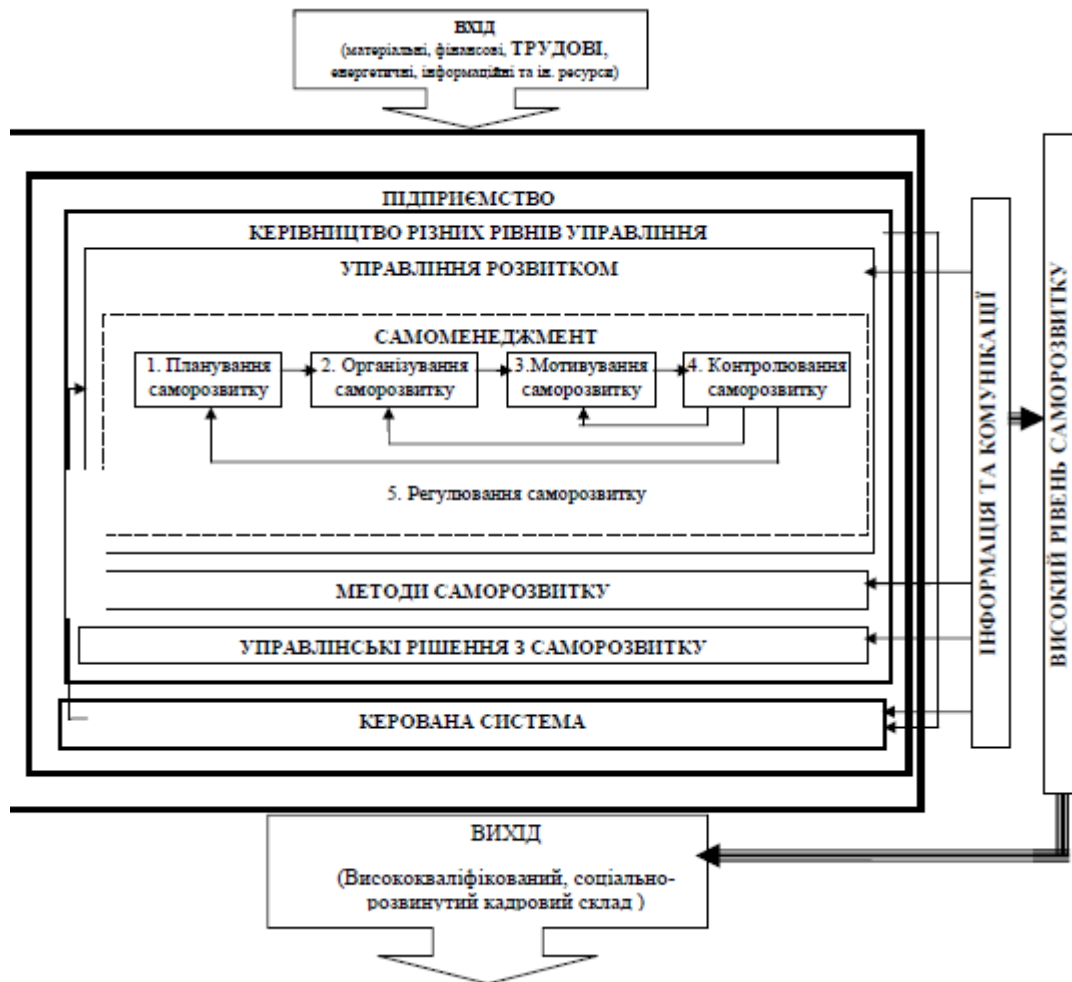 ВХІД
(матеріальні, фінансові, ТРУДОВІ,
енергетичні, інформаційні та ін. ресурси)
ПІДПРИЄМСТВО
КЕРІВНИЦТВО РІЗНИХ РІВНІВ УПРАВЛІННЯ
УПРАВЛІННЯ РОЗВИТКОМ
САМОМЕНЕДЖМЕНТ
1. Планування
саморозвитку
2. Організування
саморозвитку
3.Мотивування
саморозвитку
4. Контролювання
саморозвитку
5. Регулювання саморозвитку
МЕТОДИ САМОРОЗВИТКУ
УПРАВЛІНСЬКІ РІШЕННЯ З САМОРОЗВИТКУ
КЕРОВАНА СИСТЕМА
ІНФОРМАЦІЯ ТА КОМУНІКАЦІЇ
ВИСОКИЙ РІВЕНЬ САМОРОЗВИТКУ
ВИХІД
(Висококваліфікований, соціально-
розвинутий кадровий склад )